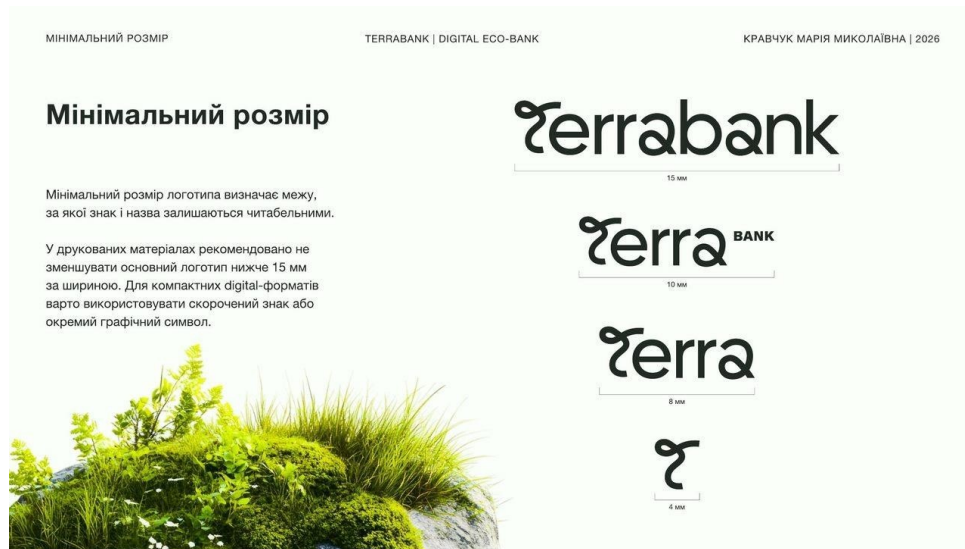 МІНІМАЛЬНИЙ РОЗМІР
TERRABANK | DIGITAL ECO-BANK
КРАВЧУК МАРІЯ МИКОЛАЇВНА | 2026
Мінімальний розмір
Мінімальний розмір логотипа визначає межу,
за якої знак і назва залишаються читабельними.
У друкованих матеріалах рекомендовано не
зменшувати основний логотип нижче 15 мм
за шириною. Для компактних digital-форматів
варто використовувати скорочений знак або
окремий графічний символ.
Terrabank
15 мм
Terra BANK
10 мм
Terra
8 мм
T
4 мм